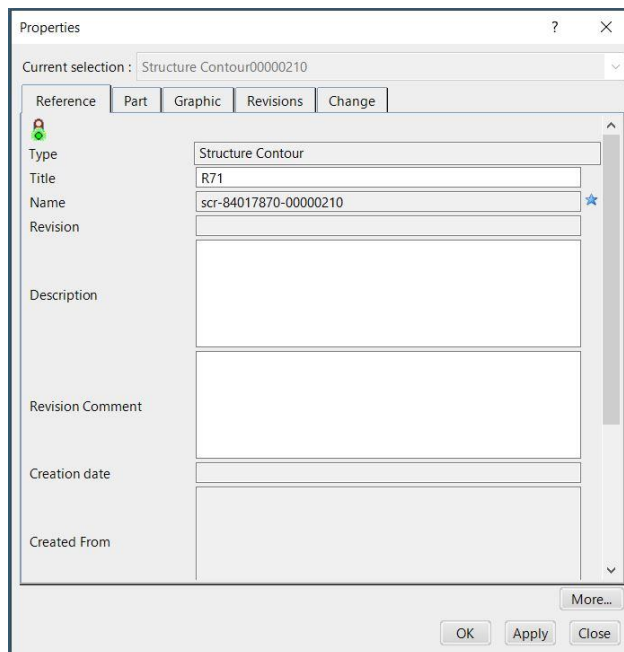 Properties
?
Current selection : Structure Contour00000210
Reference Part Graphic Revisions Change
Type Structure Contour
Title R71
Name scr-84017870-00000210
Revision
Description
Revision Comment
Creation date
Created From
More...
OK Apply Close